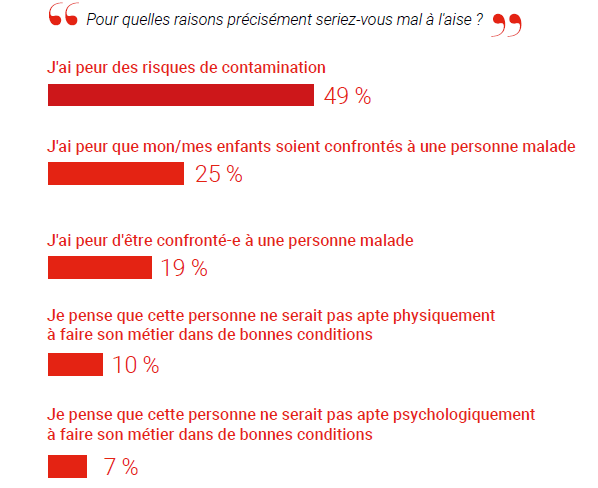 “ Pour quelles raisons précisément seriez-vous mal à l'aise ? ”
J'ai peur des risques de contamination
49 %
J'ai peur que mon/mes enfants soient confrontés à une personne malade
25 %
J'ai peur d'être confronté-e à une personne malade
19 %
Je pense que cette personne ne serait pas apte physiquement
à faire son métier dans de bonnes conditions
10 %
Je pense que cette personne ne serait pas apte psychologiquement
à faire son métier dans de bonnes conditions
7 %